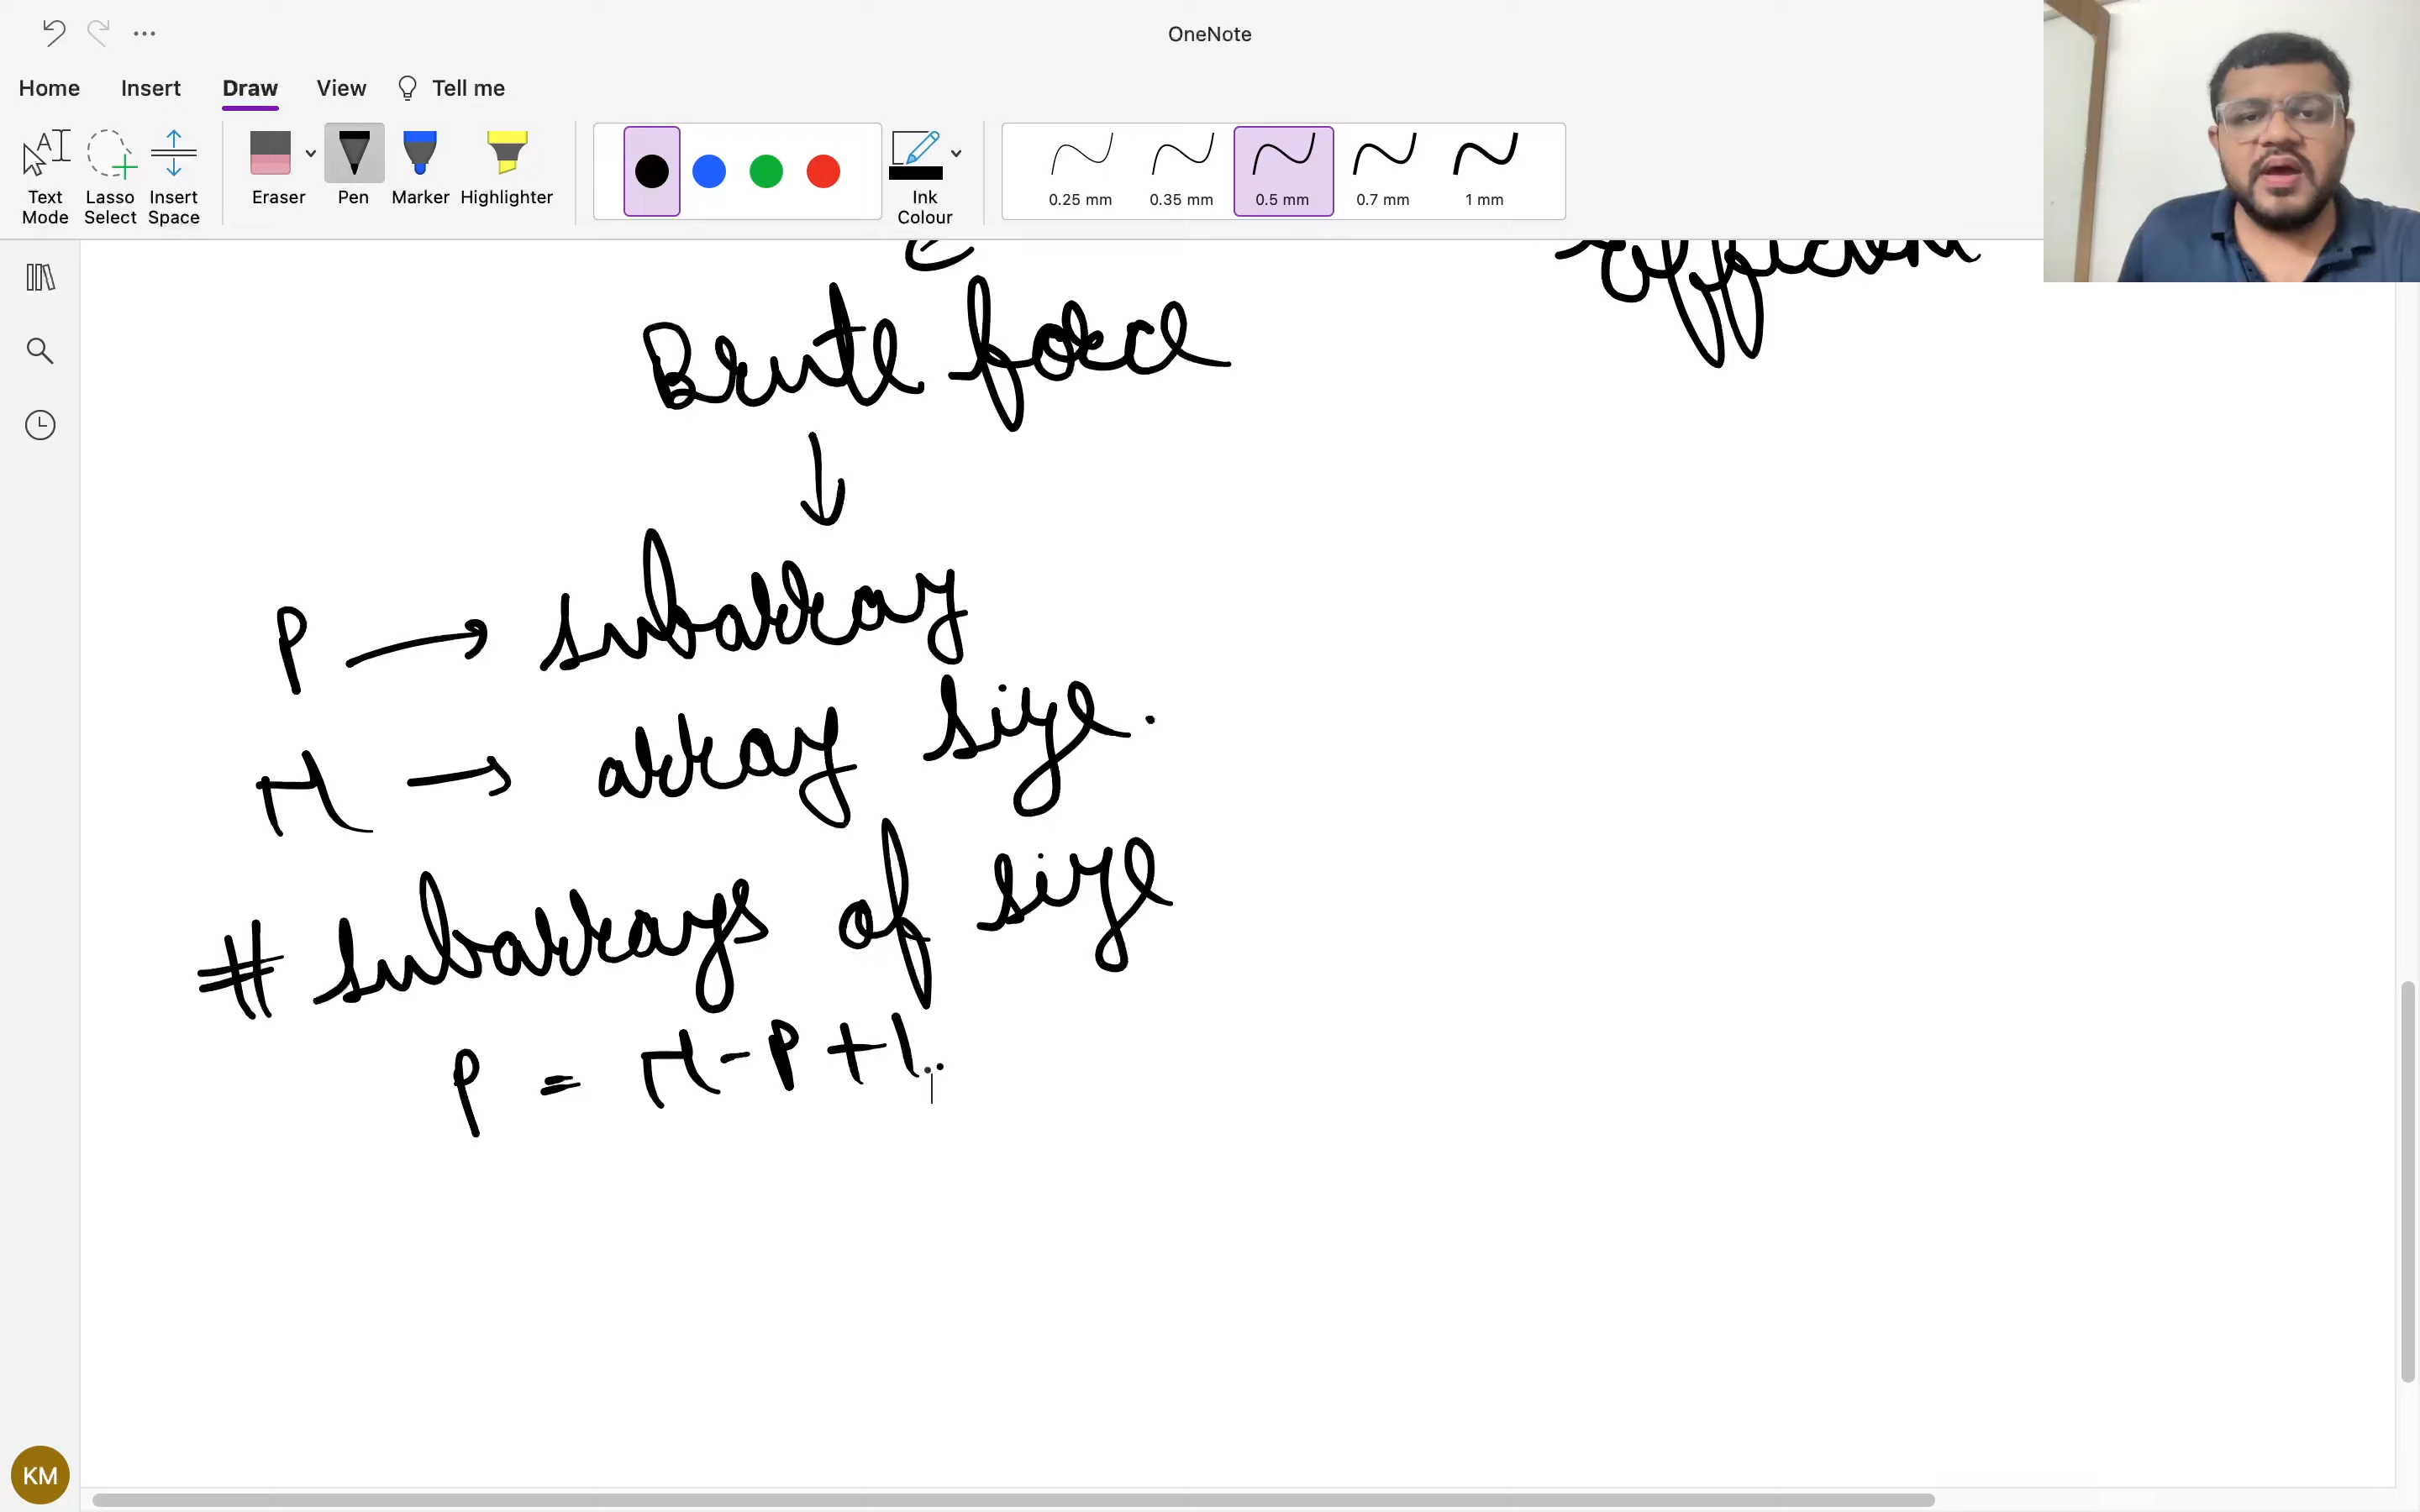 OneNote
Home Insert Draw View Tell me
Text Mode
Lasso Select
Insert Space
Eraser
Pen
Marker
Highlighter
Ink Colour
0.25 mm
0.35 mm
0.5 mm
0.7 mm
1 mm
efficient
Brute force
P → subarray
n → array size.
# subarrays of size
P = n-P+1.
KM